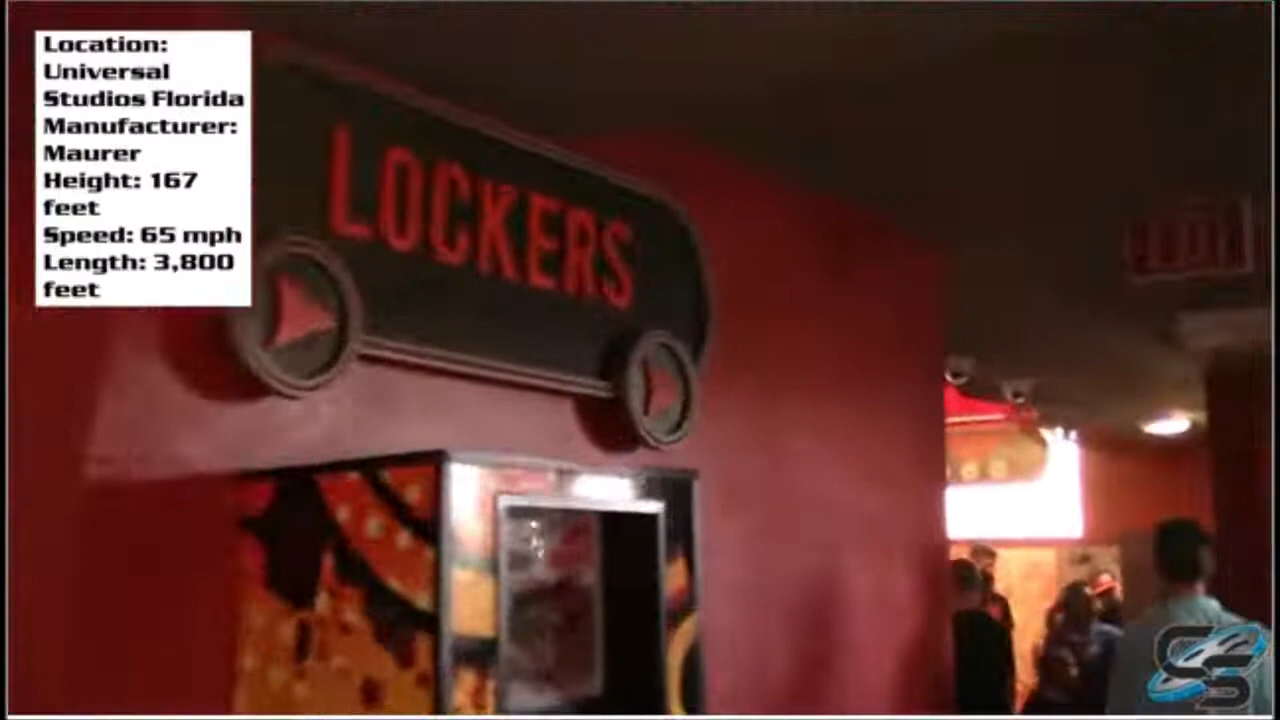 Location:
Universal
Studios Florida
Manufacturer:
Maurer
Height: 167
feet
Speed: 65 mph
Length: 3,800
feet
LOCKERS